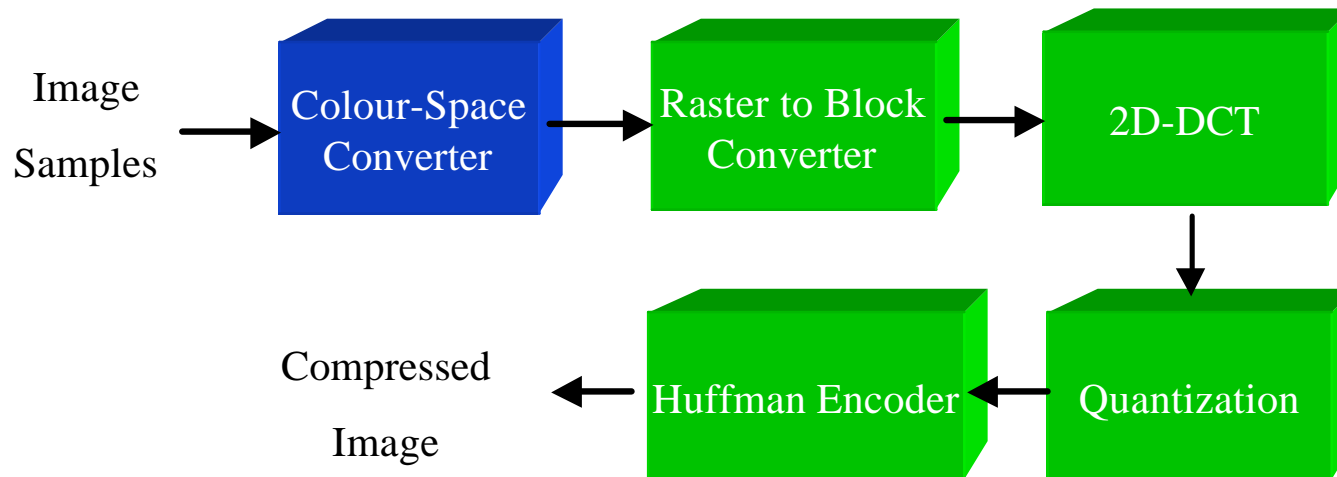 Image
Samples
Colour-Space
Converter
Raster to Block
Converter
2D-DCT
Quantization
Huffman Encoder
Compressed
Image